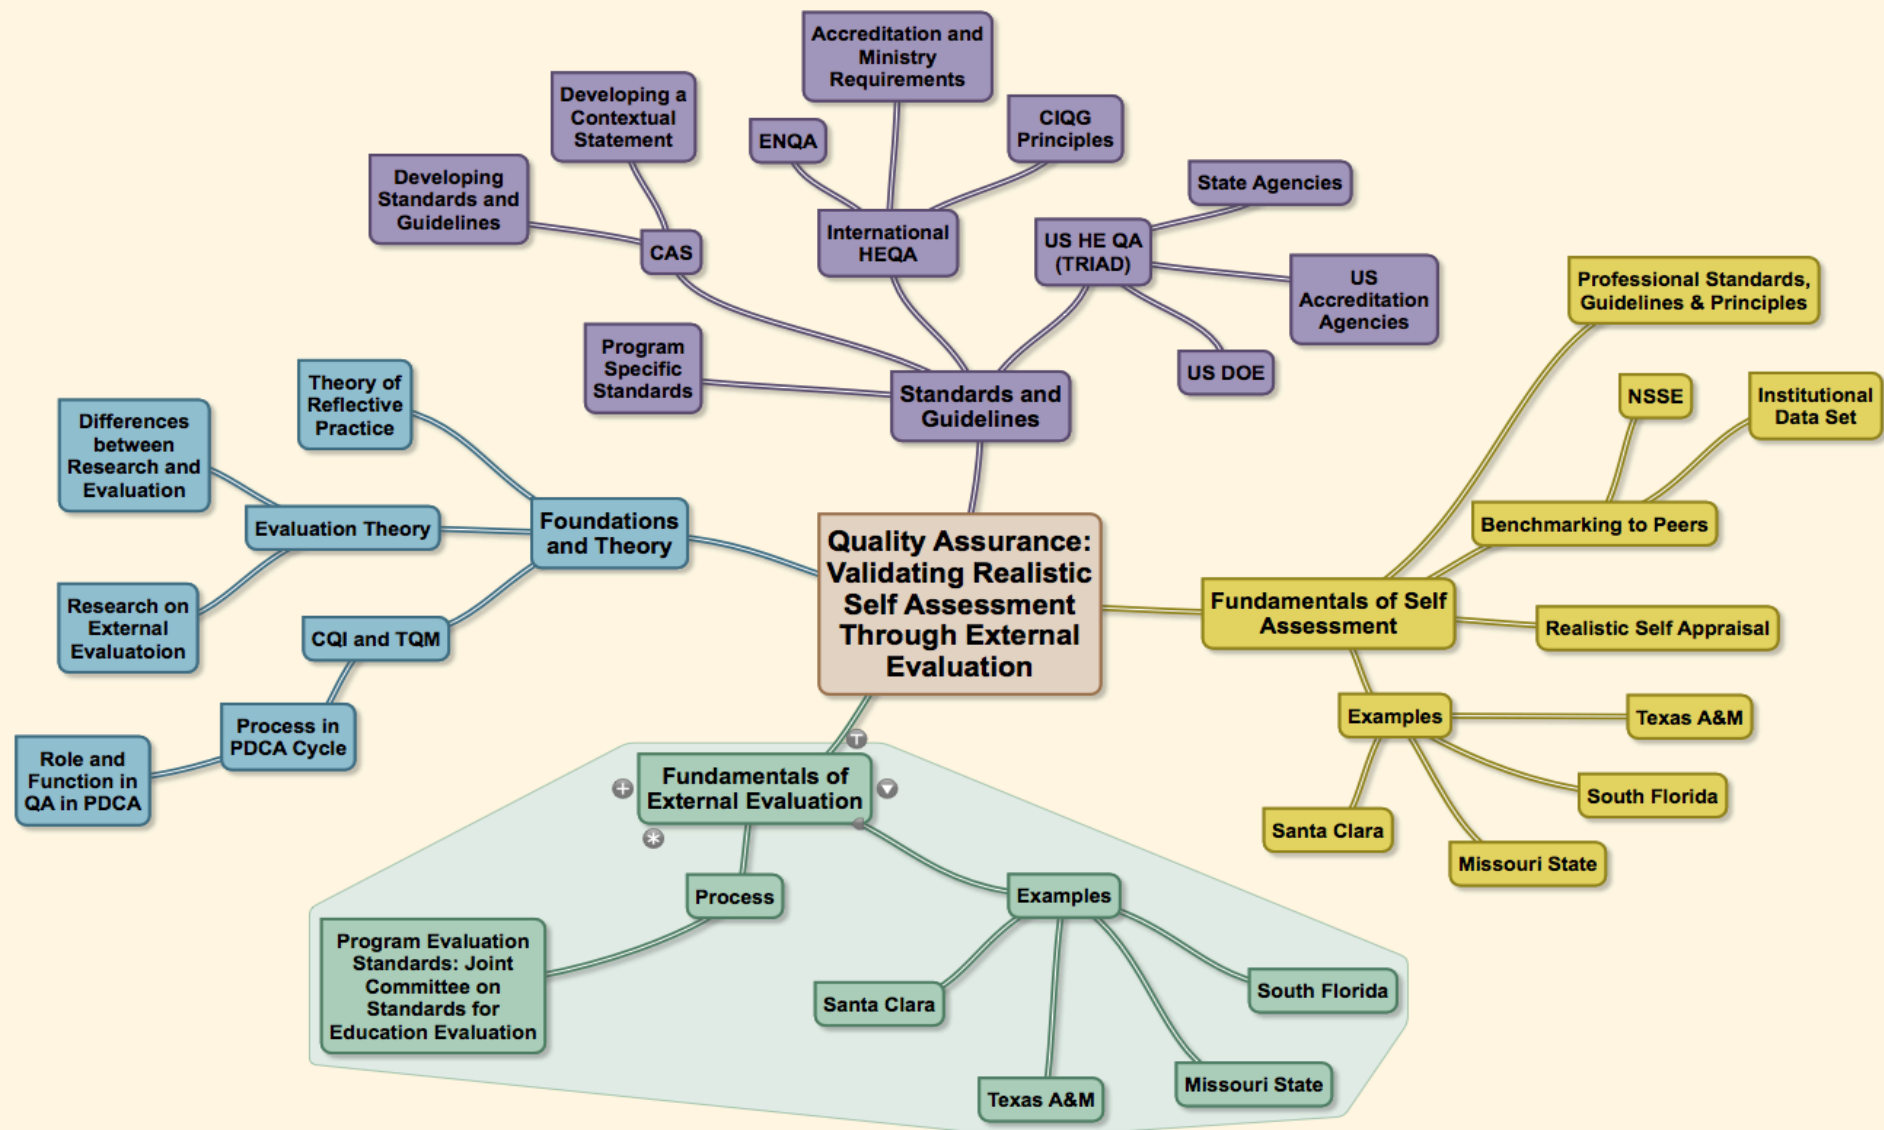 Accreditation and
Ministry
Requirements
Developing a
Contextual
Statement
ENQA
CIQG
Principles
Developing
Standards and
Guidelines
State Agencies
CAS
International
HEQA
US HE QA
(TRIAD)
US
Accreditation
Agencies
Program
Specific
Standards
US DOE
Standards and
Guidelines
Professional Standards,
Guidelines & Principles
NSSE
Institutional
Data Set
Benchmarking to Peers
Theory of
Reflective
Practice
Differences
between
Research and
Evaluation
Evaluation Theory
Foundations
and Theory
Research on
External
Evaluatoion
CQI and TQM
Process in
PDCA Cycle
Role and
Function in
QA in PDCA
Quality Assurance:
Validating Realistic
Self Assessment
Through External
Evaluation
Fundamentals of Self
Assessment
Realistic Self Appraisal
Examples
Texas A&M
South Florida
Santa Clara
Missouri State
Fundamentals of
External Evaluation
Process
Program Evaluation
Standards: Joint
Committee on
Standards for
Education Evaluation
Examples
Santa Clara
South Florida
Texas A&M
Missouri State